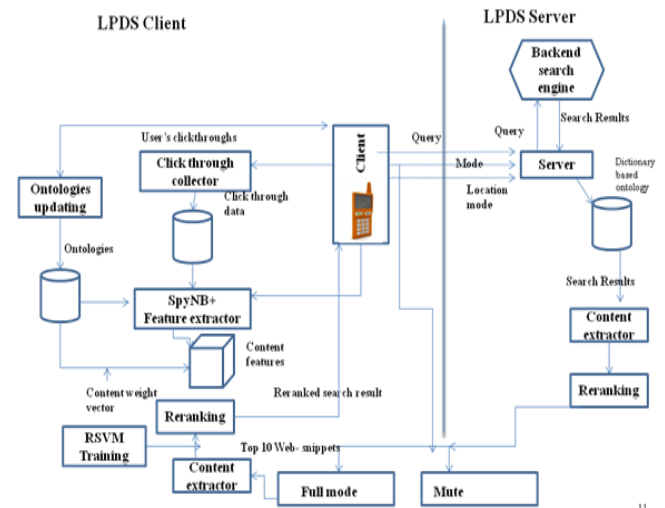 LPDS Client
LPDS Server
Backend
search
engine
Search Results
Query
User's clickthroughs
Query
Click through
collector
Client
Mode
Server
Dictionary
based
ontology
Ontologies
updating
Click through
data
Location
mode
Ontologies
Search Results
SpyNB+
Feature extractor
Content
extractor
Content
features
Content weight
vector
Reranked search result
Reranking
Reranking
RSVM
Training
Top 10 Web- snippets
Content
extractor
Full mode
Mute
11